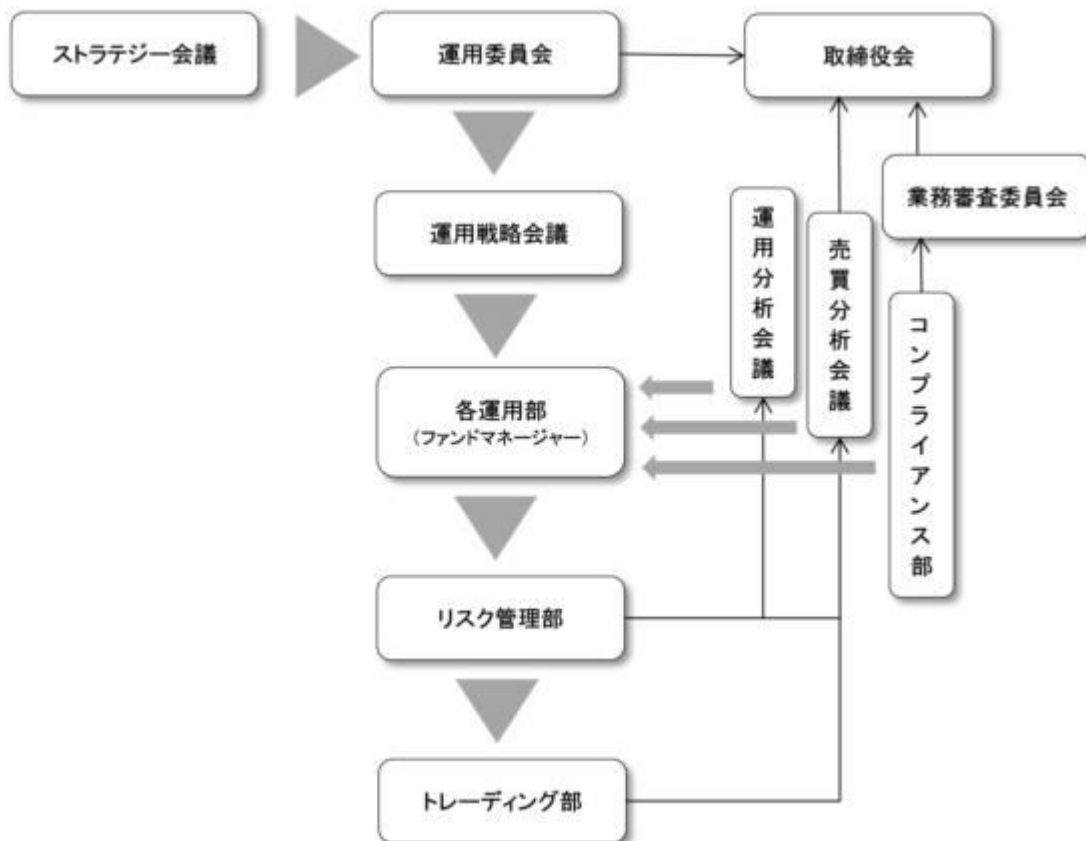 ストラテジー会議
運用委員会
取締役会
業務審査委員会
運用戦略会議
運用分析会議
売買分析会議
コンプライアンス部
各運用部
（ファンドマネージャー）
リスク管理部
トレーディング部